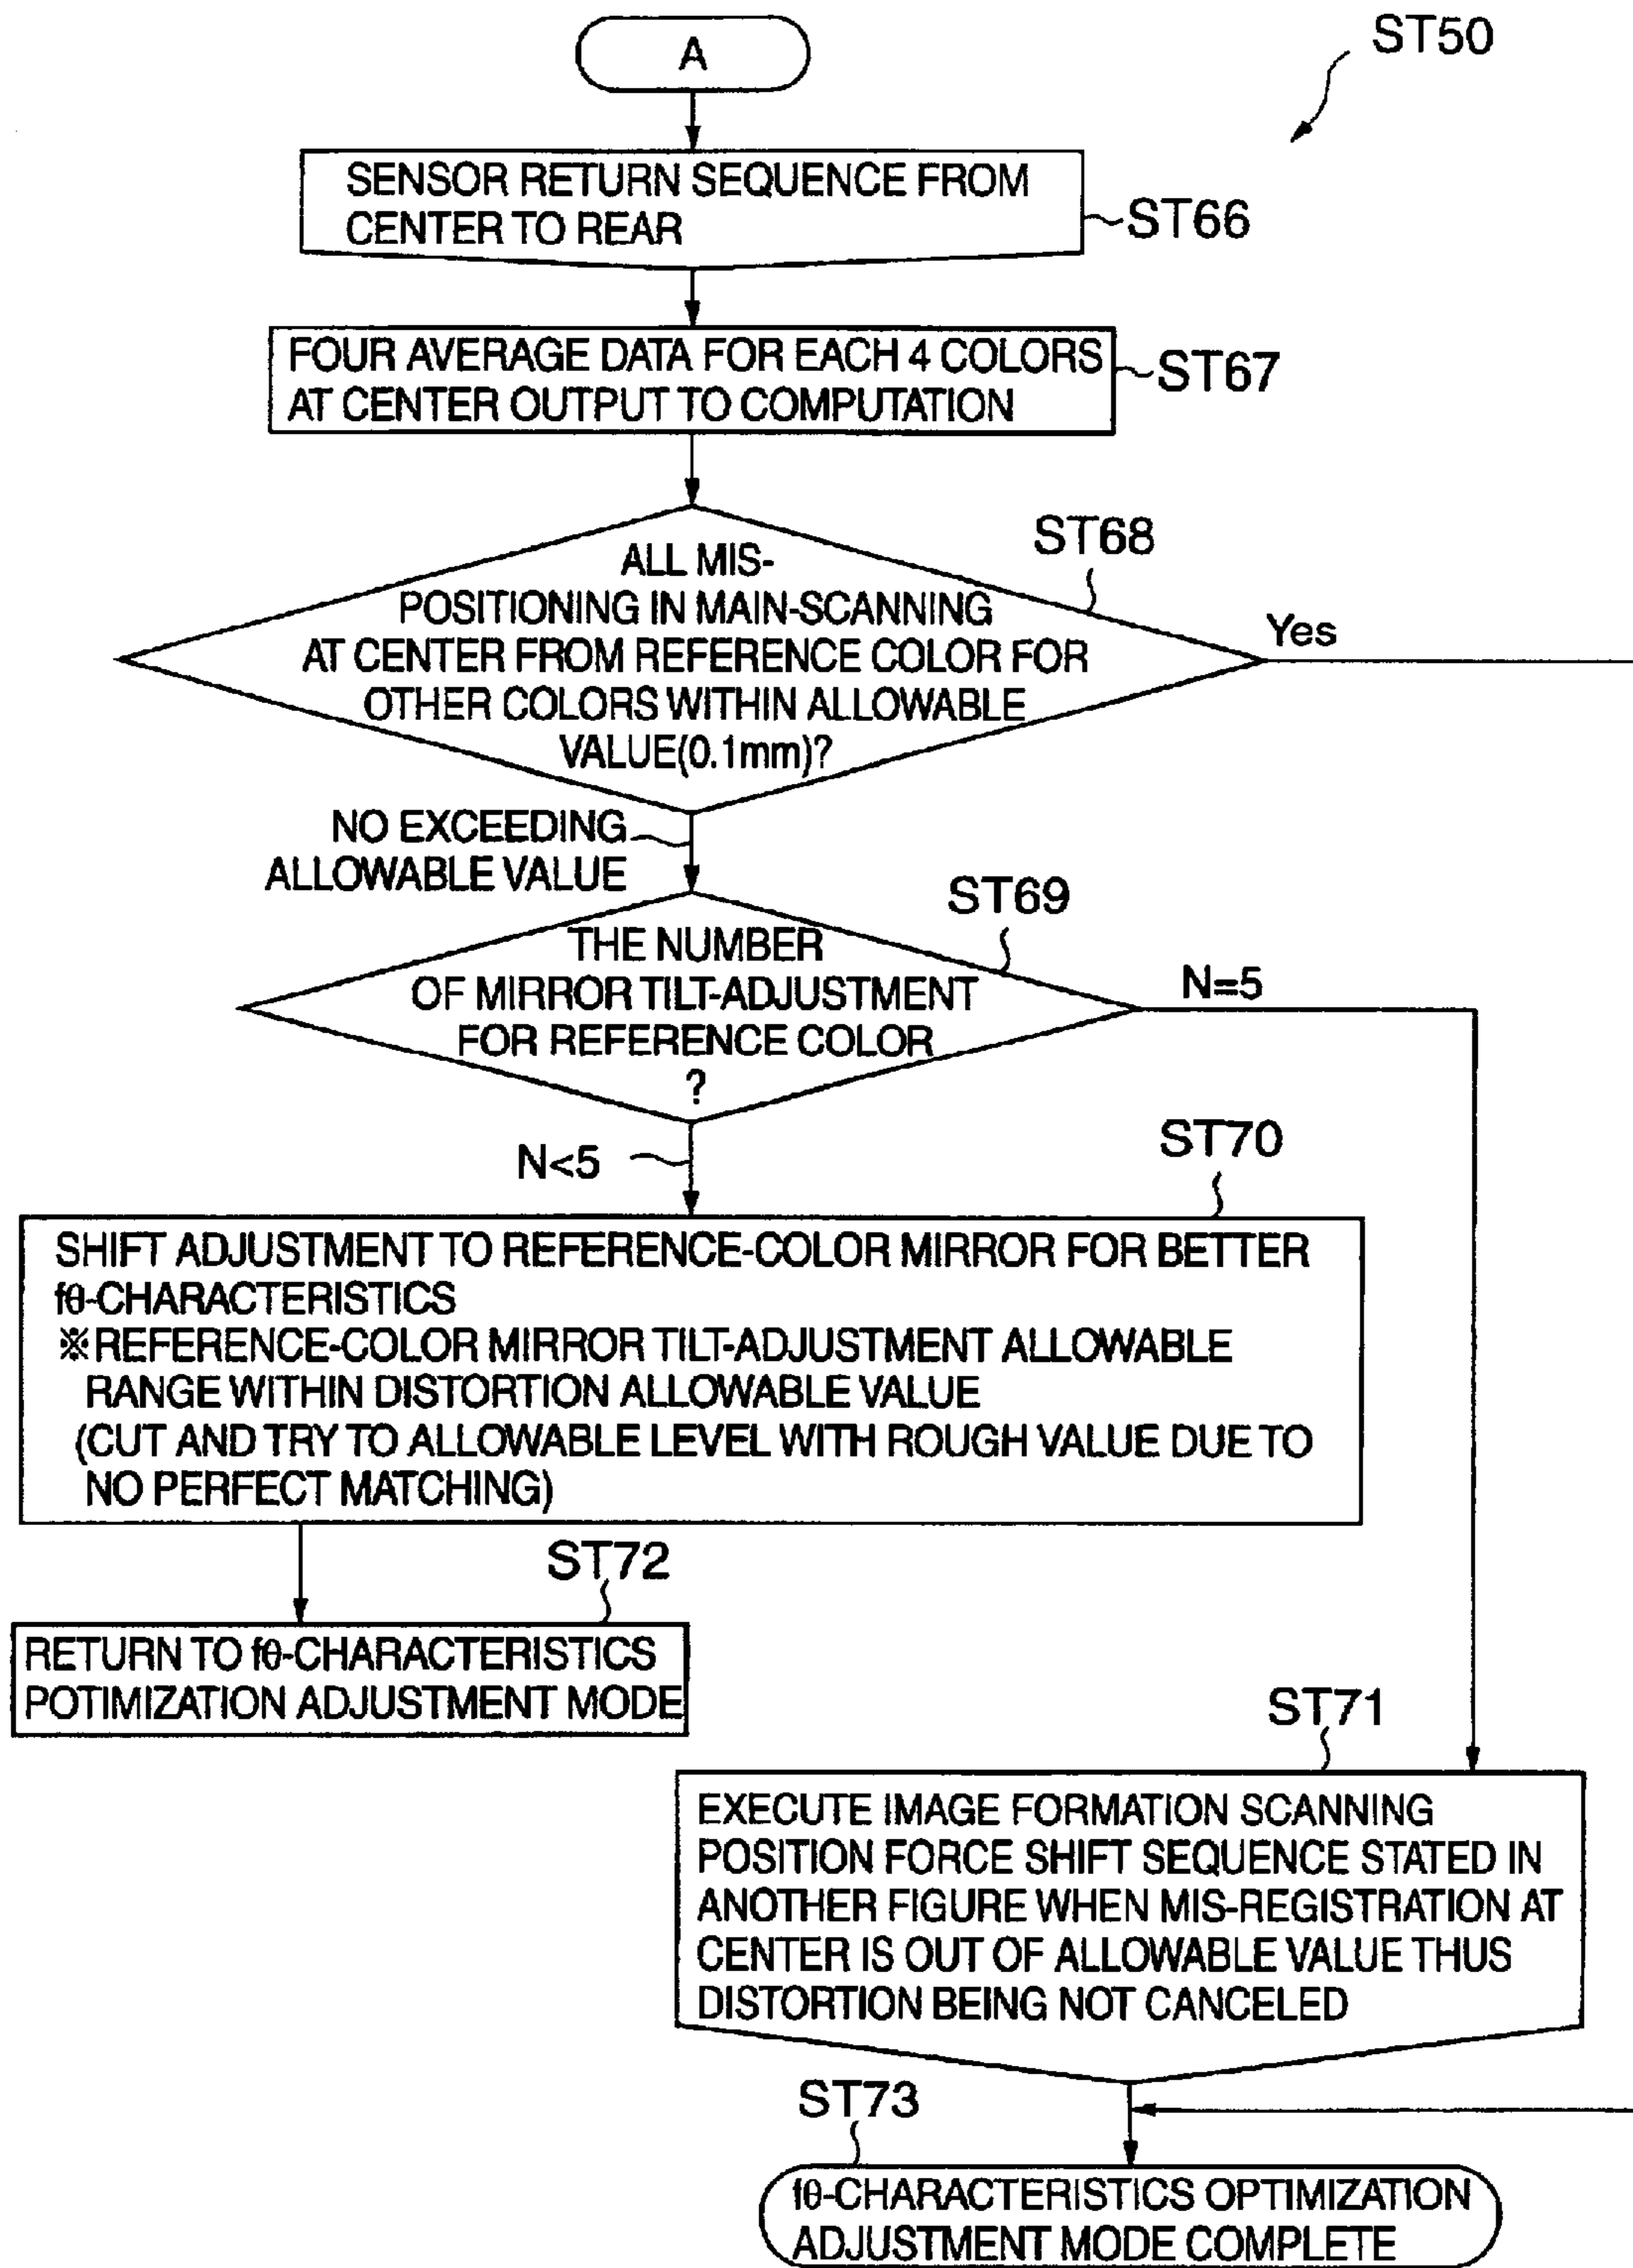 ST50
A
SENSOR RETURN SEQUENCE FROM
CENTER TO REAR
ST66
FOUR AVERAGE DATA FOR EACH 4 COLORS
AT CENTER OUTPUT TO COMPUTATION
ST67
ST68
ALL MIS-
POSITIONING IN MAIN-SCANNING
AT CENTER FROM REFERENCE COLOR FOR
OTHER COLORS WITHIN ALLOWABLE
VALUE(0.1mm)?
Yes
NO EXCEEDING
ALLOWABLE VALUE
ST69
THE NUMBER
OF MIRROR TILT-ADJUSTMENT
FOR REFERENCE COLOR
?
N=5
N<5
ST70
SHIFT ADJUSTMENT TO REFERENCE-COLOR MIRROR FOR BETTER
fθ-CHARACTERISTICS
※REFERENCE-COLOR MIRROR TILT-ADJUSTMENT ALLOWABLE
RANGE WITHIN DISTORTION ALLOWABLE VALUE
(CUT AND TRY TO ALLOWABLE LEVEL WITH ROUGH VALUE DUE TO
NO PERFECT MATCHING)
ST72
RETURN TO fθ-CHARACTERISTICS
POTIMIZATION ADJUSTMENT MODE
ST71
EXECUTE IMAGE FORMATION SCANNING
POSITION FORCE SHIFT SEQUENCE STATED IN
ANOTHER FIGURE WHEN MIS-REGISTRATION AT
CENTER IS OUT OF ALLOWABLE VALUE THUS
DISTORTION BEING NOT CANCELED
ST73
fθ-CHARACTERISTICS OPTIMIZATION
ADJUSTMENT MODE COMPLETE